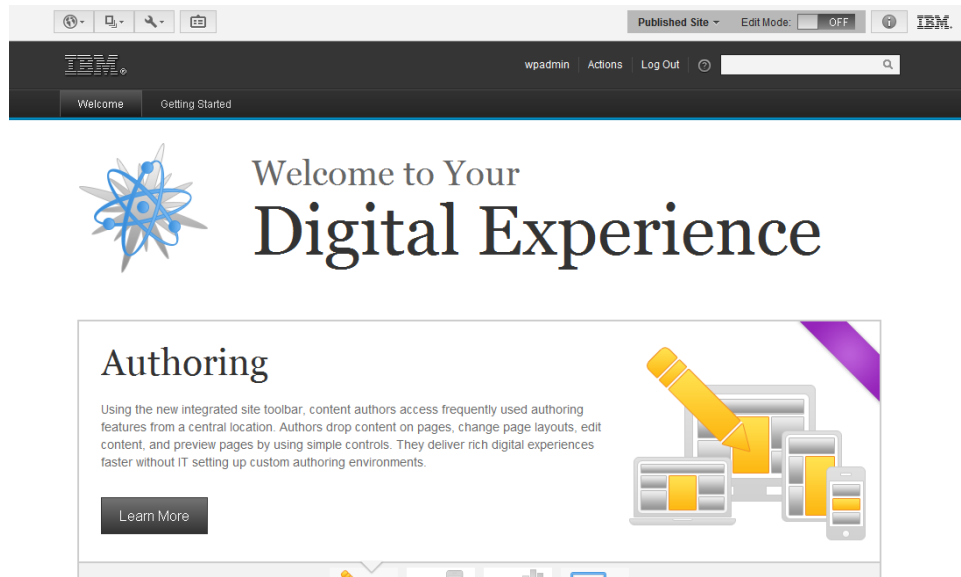 Published Site Edit Mode: OFF IBM.
IBM
wpadmin Actions Log Out
Welcome Getting Started
Welcome to Your
Digital Experience
Authoring
Using the new integrated site toolbar, content authors access frequently used authoring
features from a central location. Authors drop content on pages, change page layouts, edit
content, and preview pages by using simple controls. They deliver rich digital experiences
faster without IT setting up custom authoring environments.
Learn More